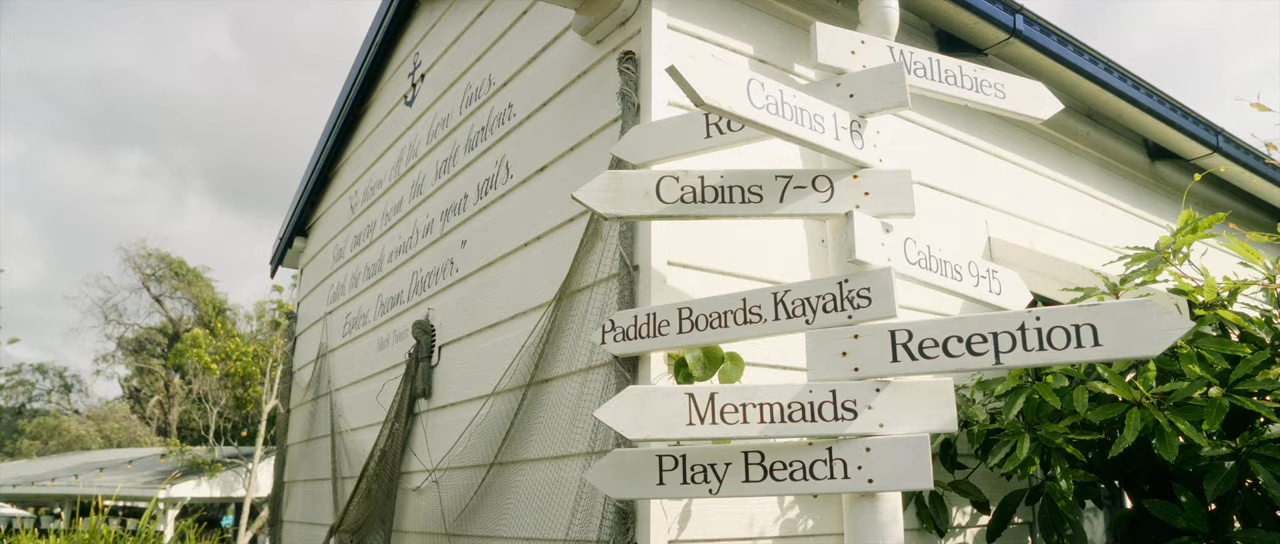 "So throw off the bow lines.
Sail away from the safe harbour.
Catch the trade winds in your sails.
Explore. Dream. Discover."
Mark Twain
Wallabies
Cabins 1-6
Cabins 7-9
Cabins 9-15
Paddle Boards, Kayaks
Reception
Mermaids
Play Beach